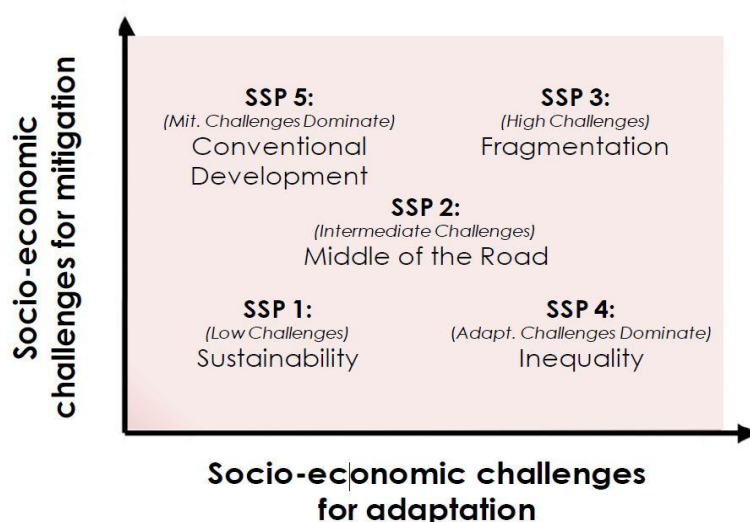 Socio-economic
challenges for mitigation
SSP 5:
(Mit. Challenges Dominate)
Conventional
Development
SSP 3:
(High Challenges)
Fragmentation
SSP 2:
(Intermediate Challenges)
Middle of the Road
SSP 1:
(Low Challenges)
Sustainability
SSP 4:
(Adapt. Challenges Dominate)
Inequality
Socio-economic challenges
for adaptation